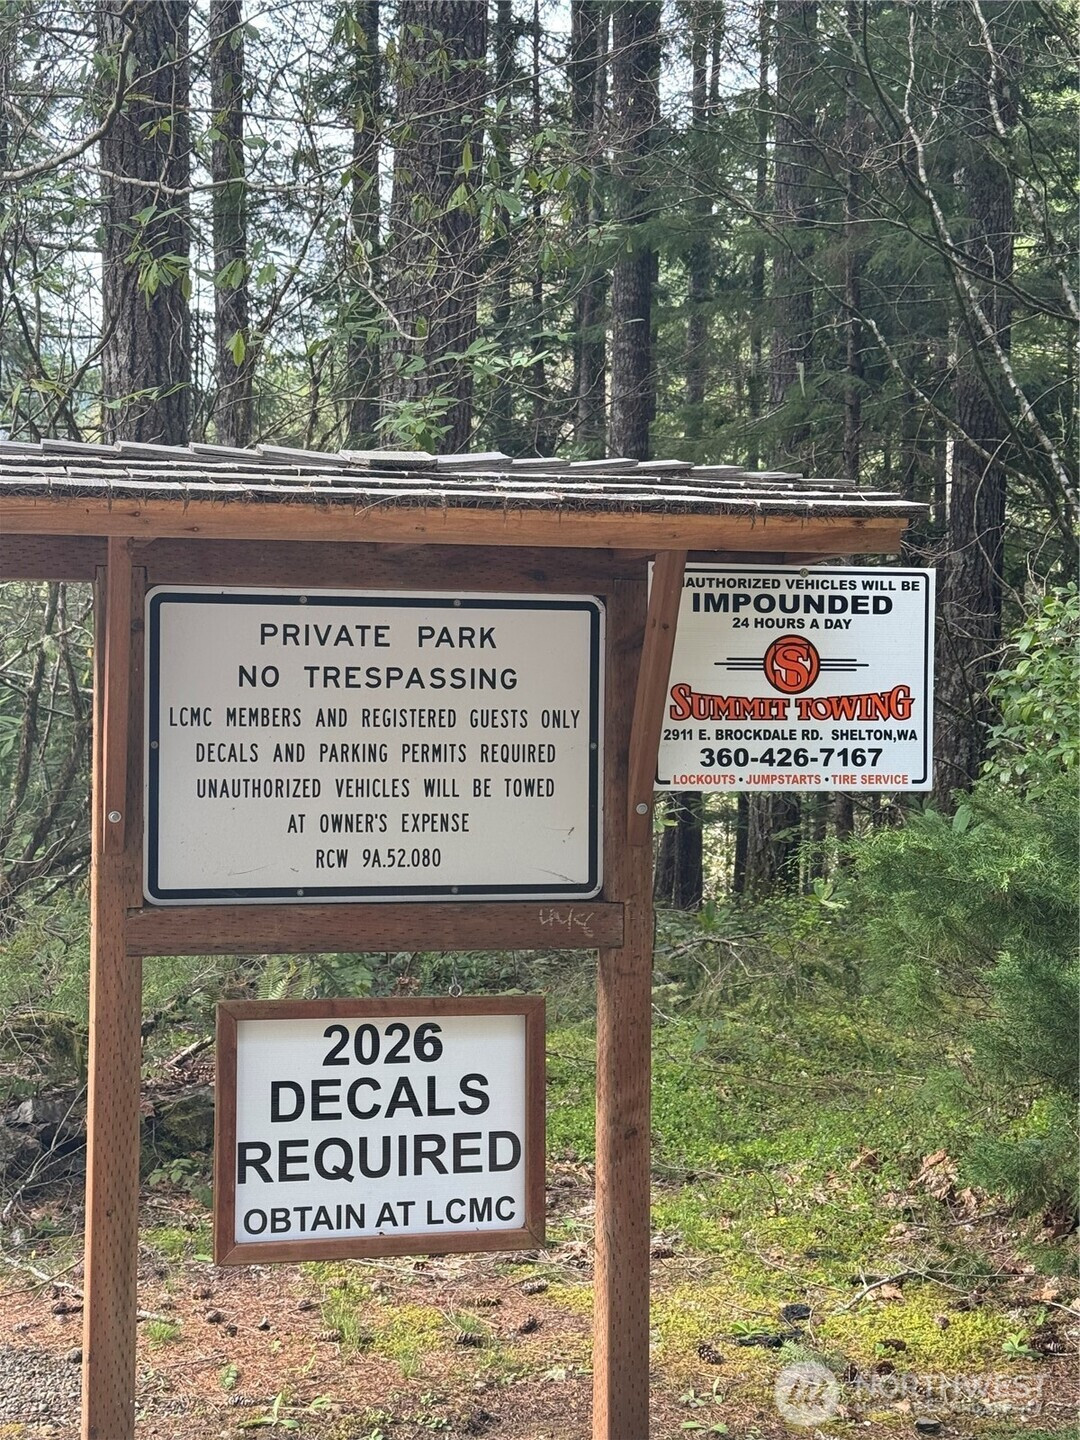 PRIVATE PARK
NO TRESPASSING
LCMC MEMBERS AND REGISTERED GUESTS ONLY
DECALS AND PARKING PERMITS REQUIRED
UNAUTHORIZED VEHICLES WILL BE TOWED
AT OWNER'S EXPENSE
RCW 9A.52.080
AUTHORIZED VEHICLES WILL BE
IMPOUNDED
24 HOURS A DAY
S
SUMMIT TOWING
2911 E. BROCKDALE RD. SHELTON,WA
360-426-7167
LOCKOUTS • JUMPSTARTS • TIRE SERVICE
2026
DECALS
REQUIRED
OBTAIN AT LCMC
NORTHWEST